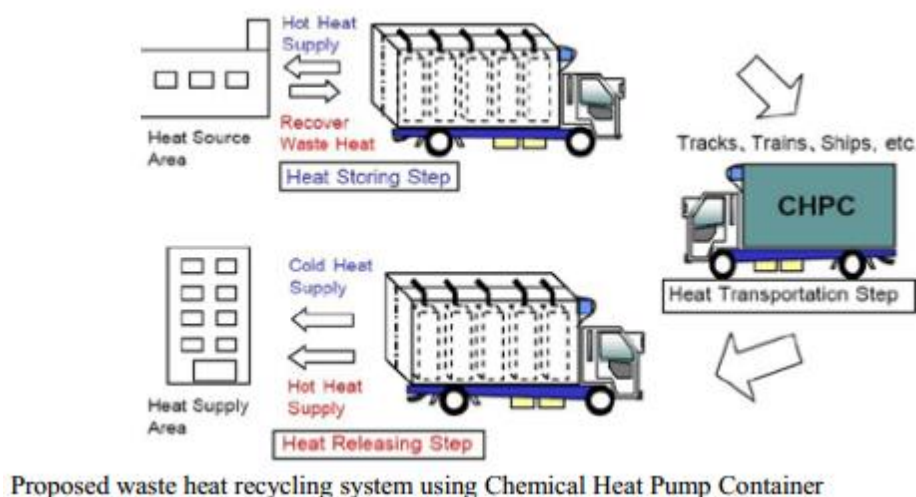 Hot Heat
Supply
Recover
Waste Heat
Heat Source
Area
Heat Storing Step
Tracks, Trains, Ships, etc
CHPC
Heat Transportation Step
Cold Heat
Supply
Hot Heat
Supply
Heat Supply
Area
Heat Releasing Step
Proposed waste heat recycling system using Chemical Heat Pump Container